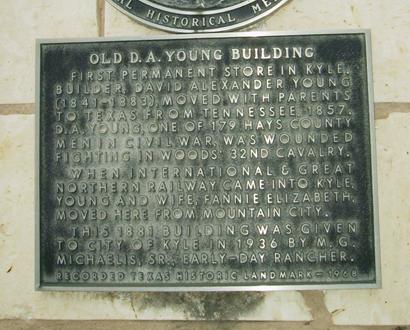 AL HISTORICAL ME
OLD D.A. YOUNG BUILDING
FIRST PERMANENT STORE IN KYLE.
BUILDER, DAVID ALEXANDER YOUNG
(1841-1883), MOVED WITH PARENTS
TO TEXAS FROM TENNESSEE 1857.
D.A. YOUNG, ONE OF 179 HAYS COUNTY
MEN IN CIVIL WAR, WAS WOUNDED
FIGHTING IN WOODS' 32ND CAVALRY.
WHEN INTERNATIONAL & GREAT
NORTHERN RAILWAY CAME INTO KYLE,
YOUNG AND WIFE, FANNIE ELIZABETH,
MOVED HERE FROM MOUNTAIN CITY.
THIS 1881 BUILDING WAS GIVEN
TO CITY OF KYLE IN 1936 BY M.G.
MICHAELIS, SR., EARLY-DAY RANCHER.
RECORDED TEXAS HISTORIC LANDMARK - 1968